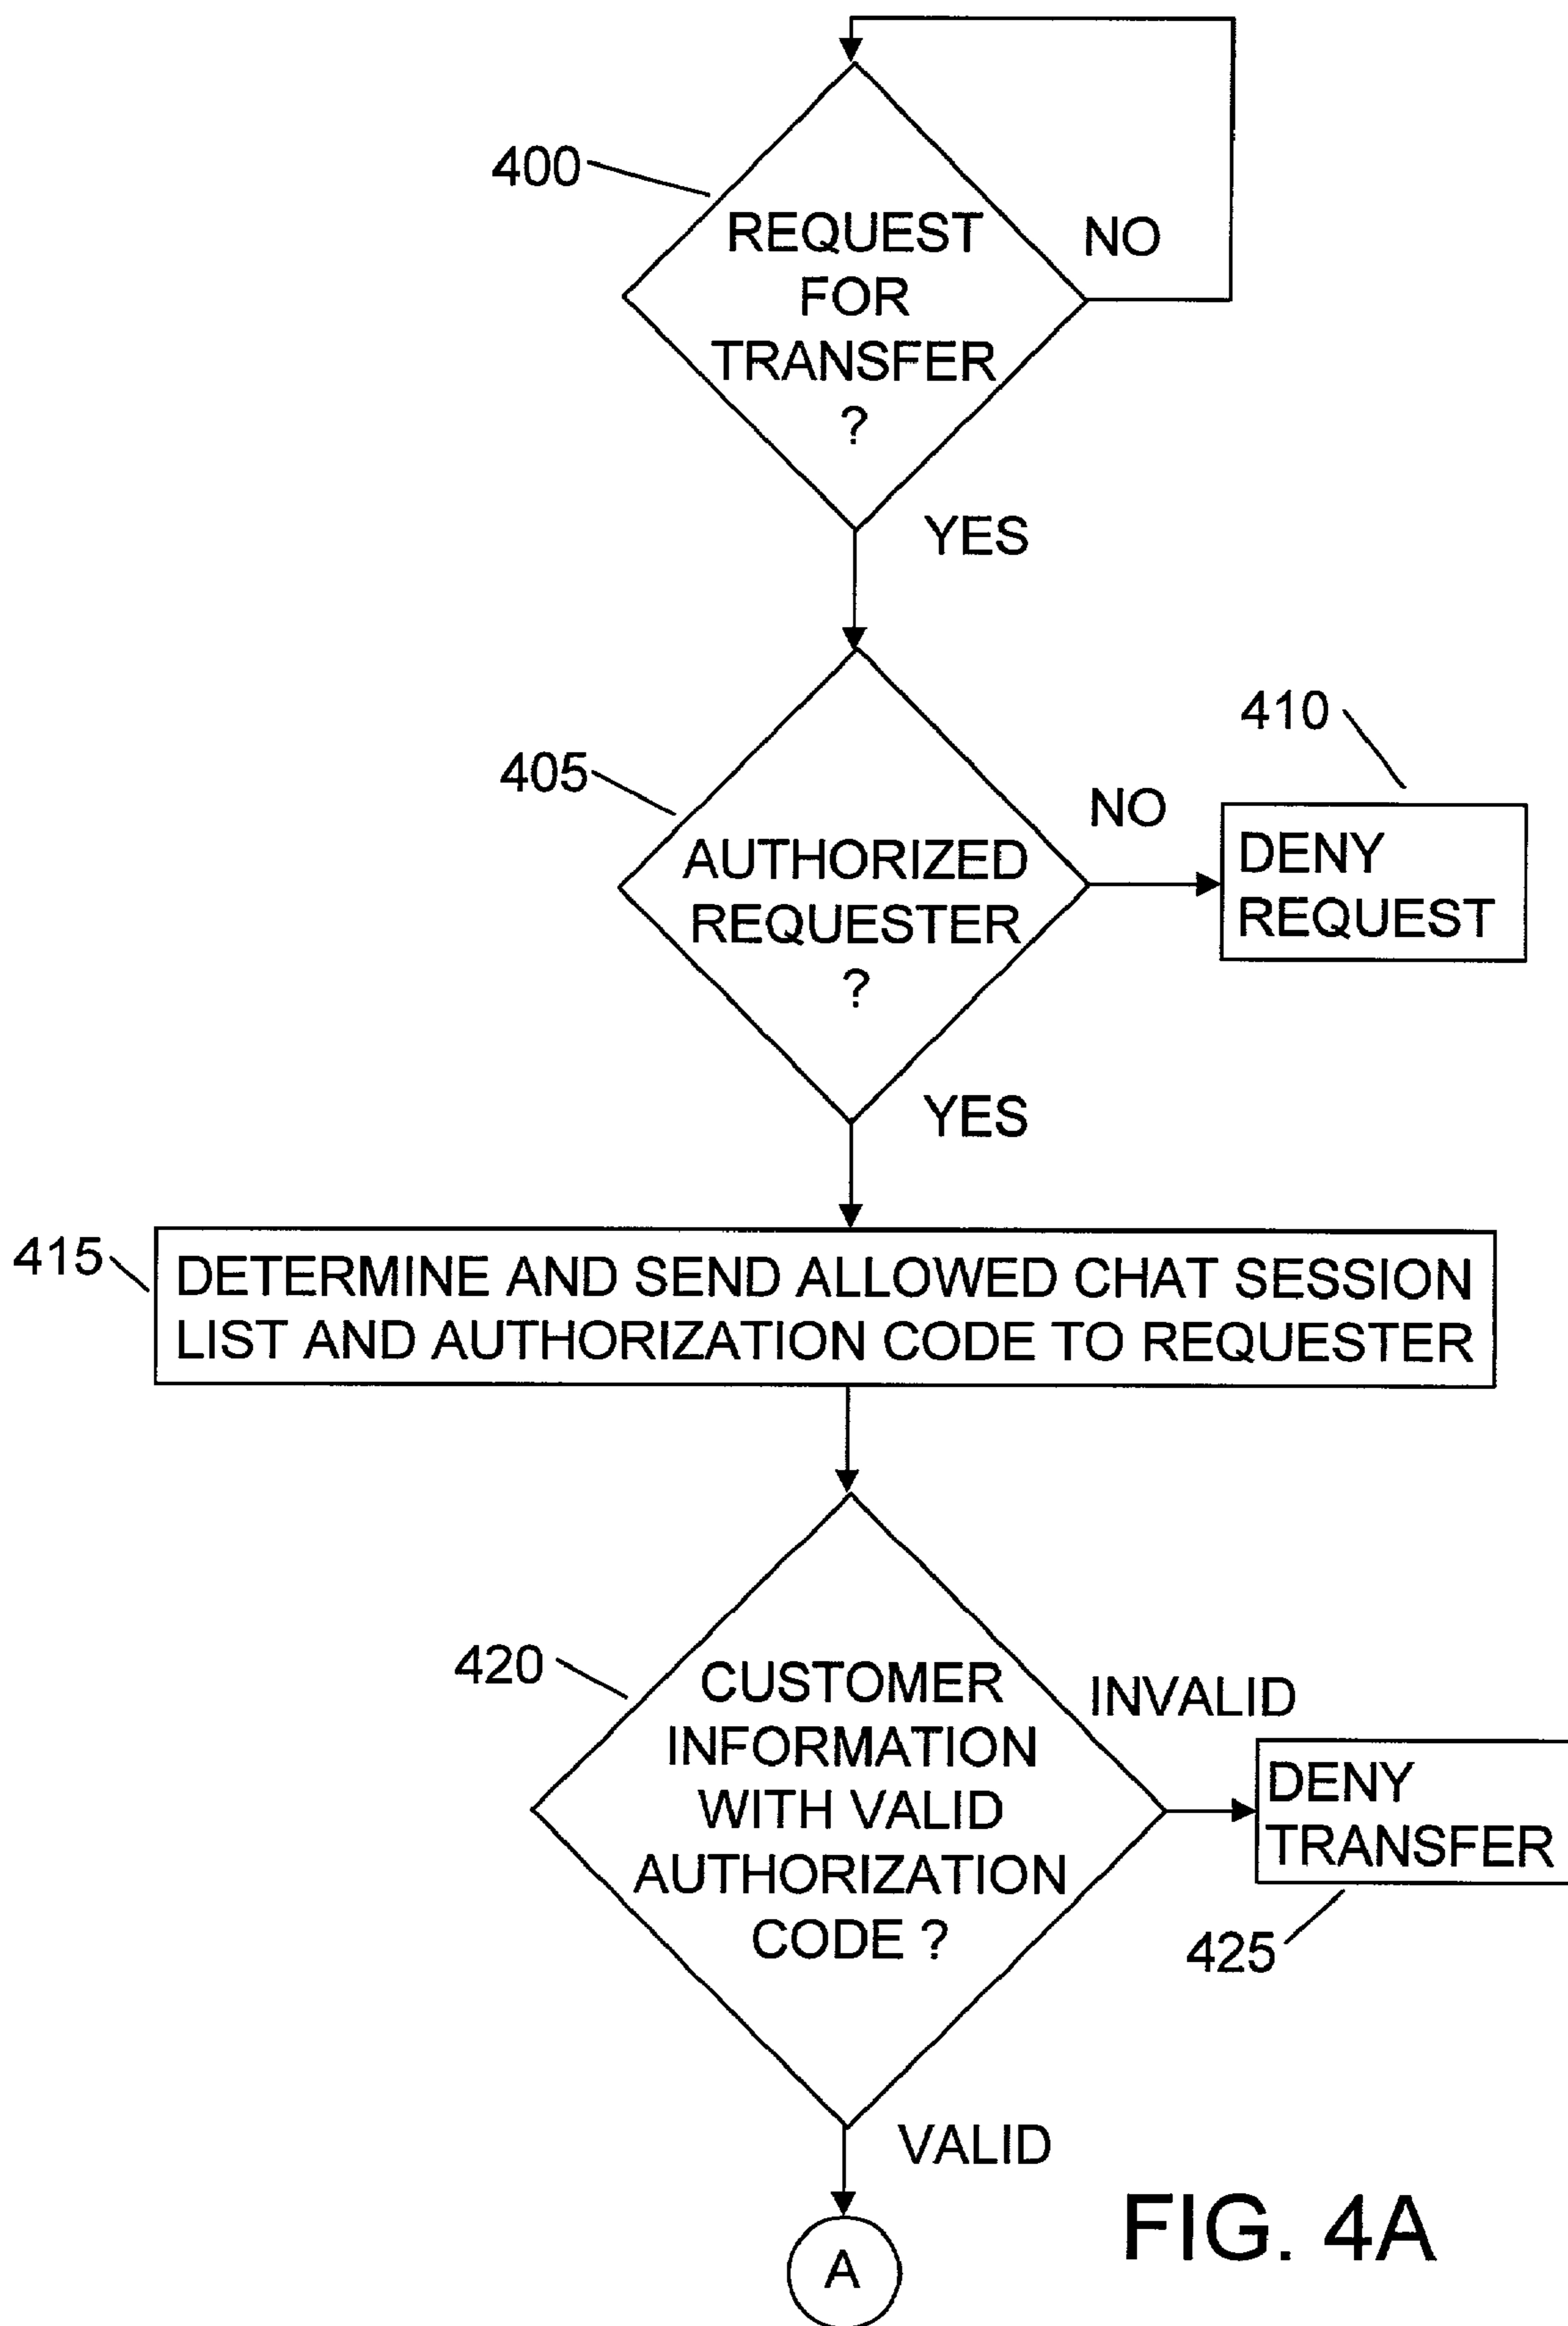 400
REQUEST
FOR
TRANSFER
?
NO
YES
405
AUTHORIZED
REQUESTER
?
NO
410
DENY
REQUEST
YES
415
DETERMINE AND SEND ALLOWED CHAT SESSION
LIST AND AUTHORIZATION CODE TO REQUESTER
420
CUSTOMER
INFORMATION
WITH VALID
AUTHORIZATION
CODE ?
INVALID
DENY
TRANSFER
425
VALID
A
FIG. 4A